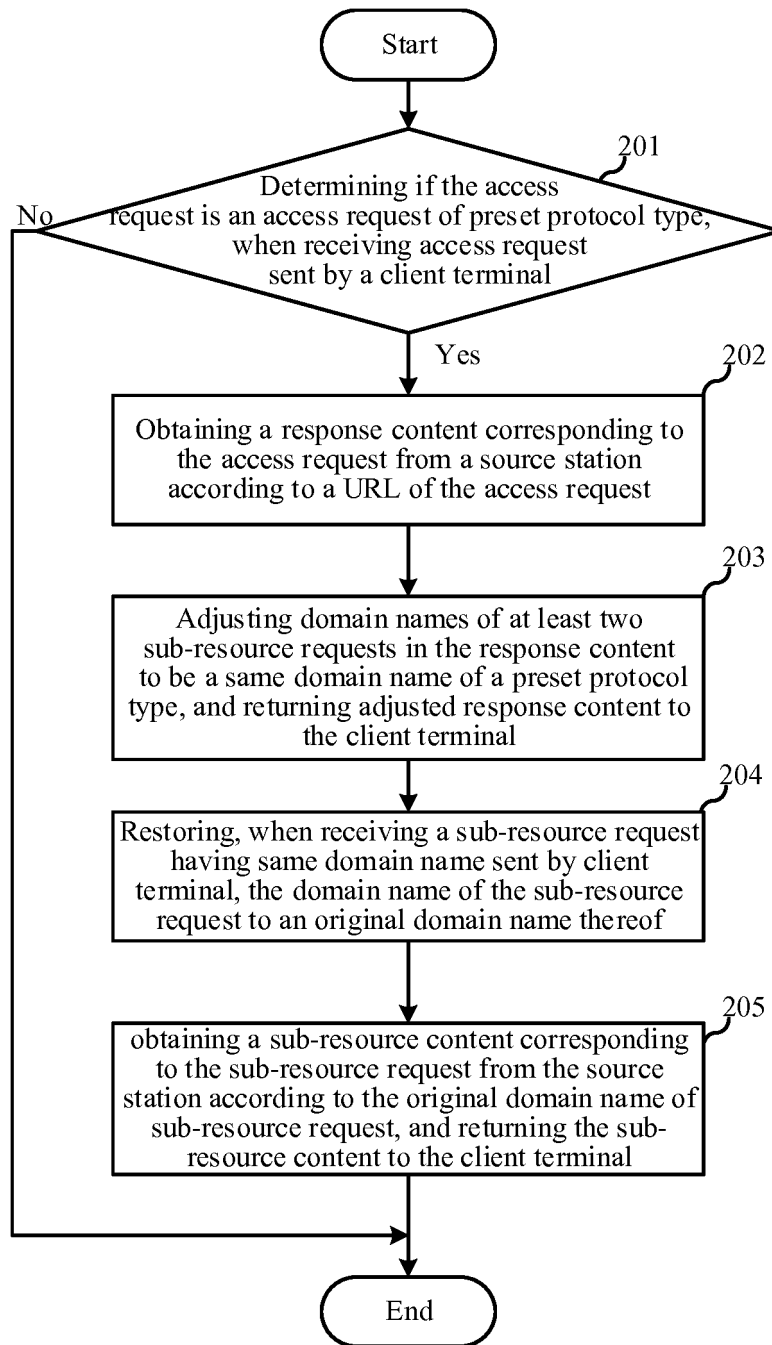 Start
201
Determining if the access
request is an access request of preset protocol type,
when receiving access request
sent by a client terminal
No
Yes
202
Obtaining a response content corresponding to
the access request from a source station
according to a URL of the access request
203
Adjusting domain names of at least two
sub-resource requests in the response content
to be a same domain name of a preset protocol
type, and returning adjusted response content to
the client terminal
204
Restoring, when receiving a sub-resource request
having same domain name sent by client
terminal, the domain name of the sub-resource
request to an original domain name thereof
205
obtaining a sub-resource content corresponding
to the sub-resource request from the source
station according to the original domain name of
sub-resource request, and returning the sub-
resource content to the client terminal
End